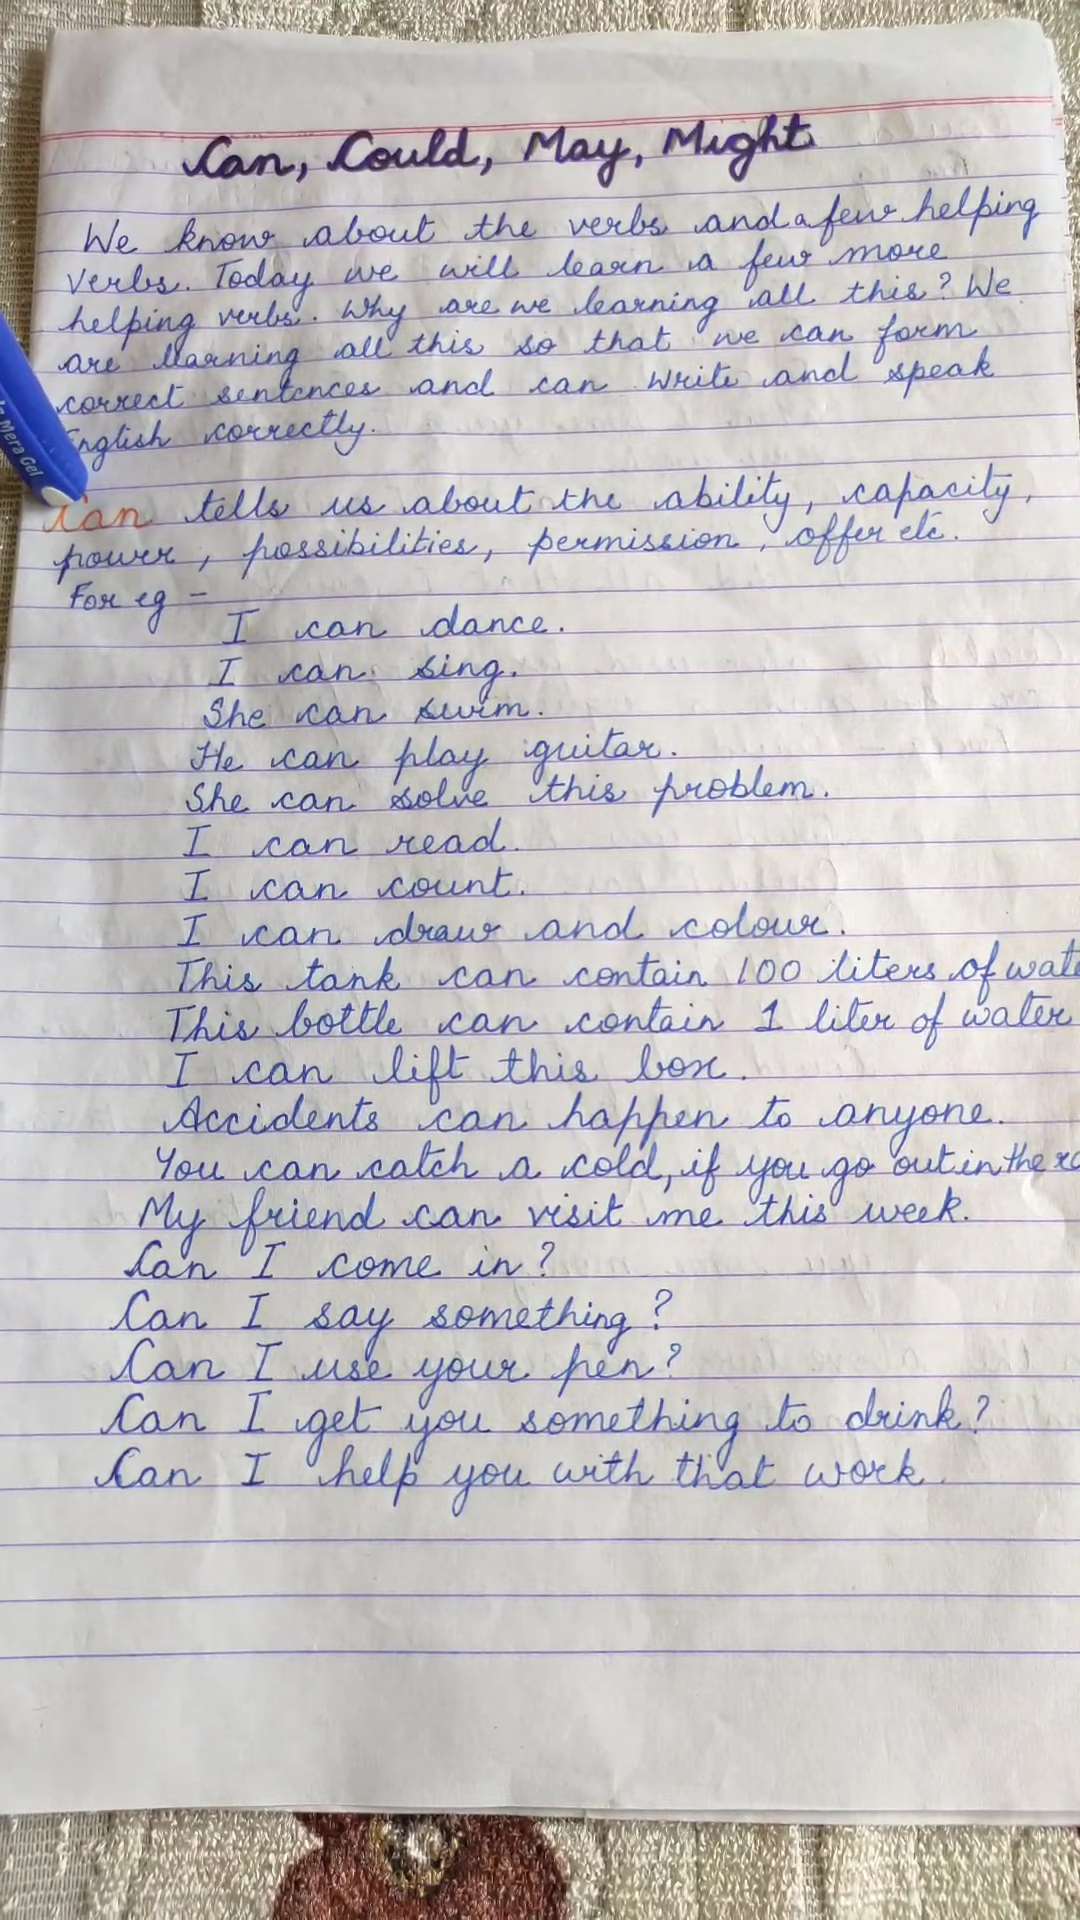 Can, Could, May, Might
We know about the verbs and a few helping
verbs. Today we will learn a few more
helping verbs. Why are we learning all this? We
are learning all this so that we can form
correct sentences and can write and speak
English correctly.
Mera Gel
Can tells us about the ability, capacity,
power, possibilities, permission, offer etc.
For eg -
I can dance.
I can sing.
She can swim.
He can play guitar.
She can solve this problem.
I can read.
I can count.
I can draw and colour.
This tank can contain 100 liters of wate
This bottle can contain 1 liter of water
I can lift this box.
Accidents can happen to anyone.
You can catch a cold, if you go out in the
My friend can visit me this week.
Can I come in?
Can I say something?
Can I use your pen?
Can I get you something to drink?
Can I help you with that work.